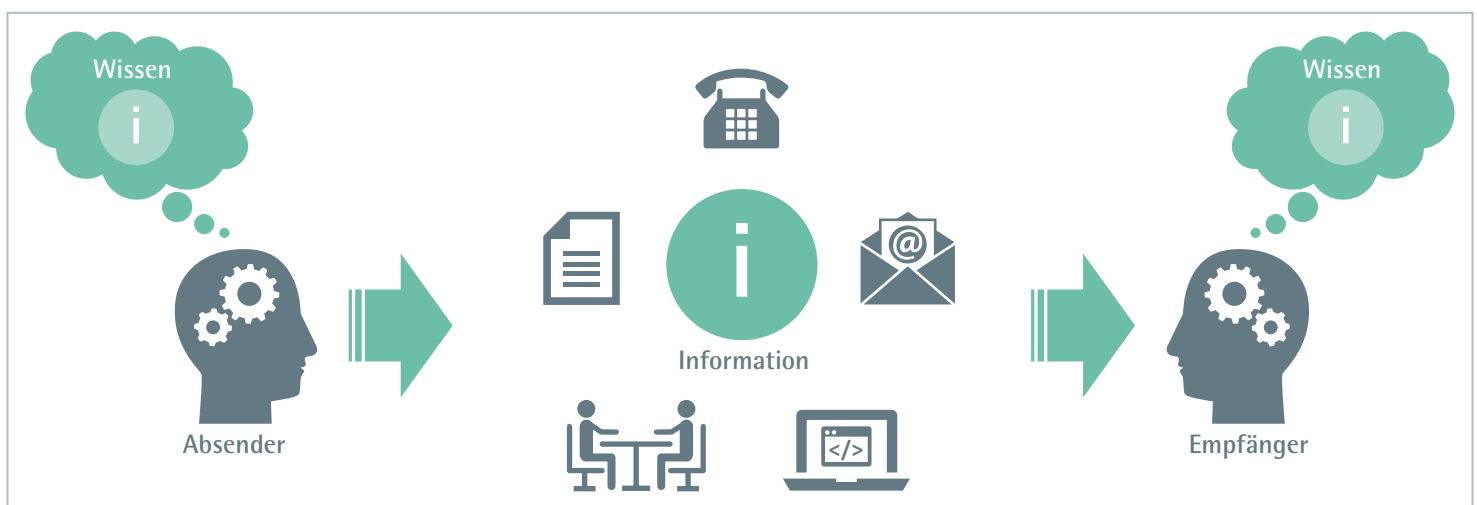 Wissen
i
Wissen
i
i
@
Information
</>
Absender
Empfänger